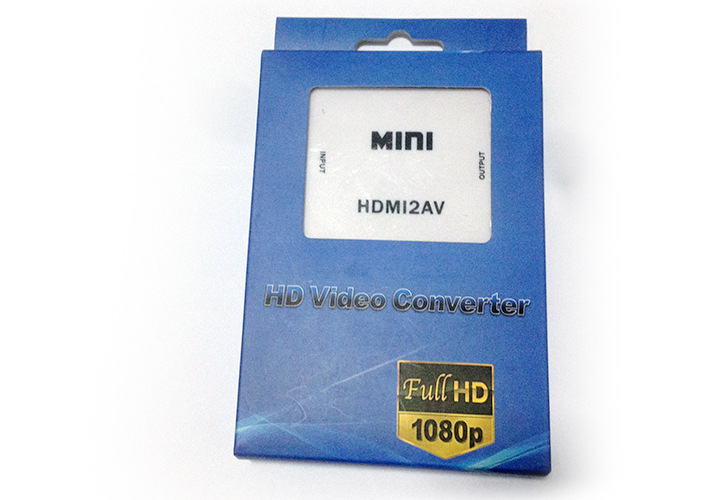 MINI
INPUT
OUTPUT
HDMI2AV
HD Video Converter
Full HD
1080p